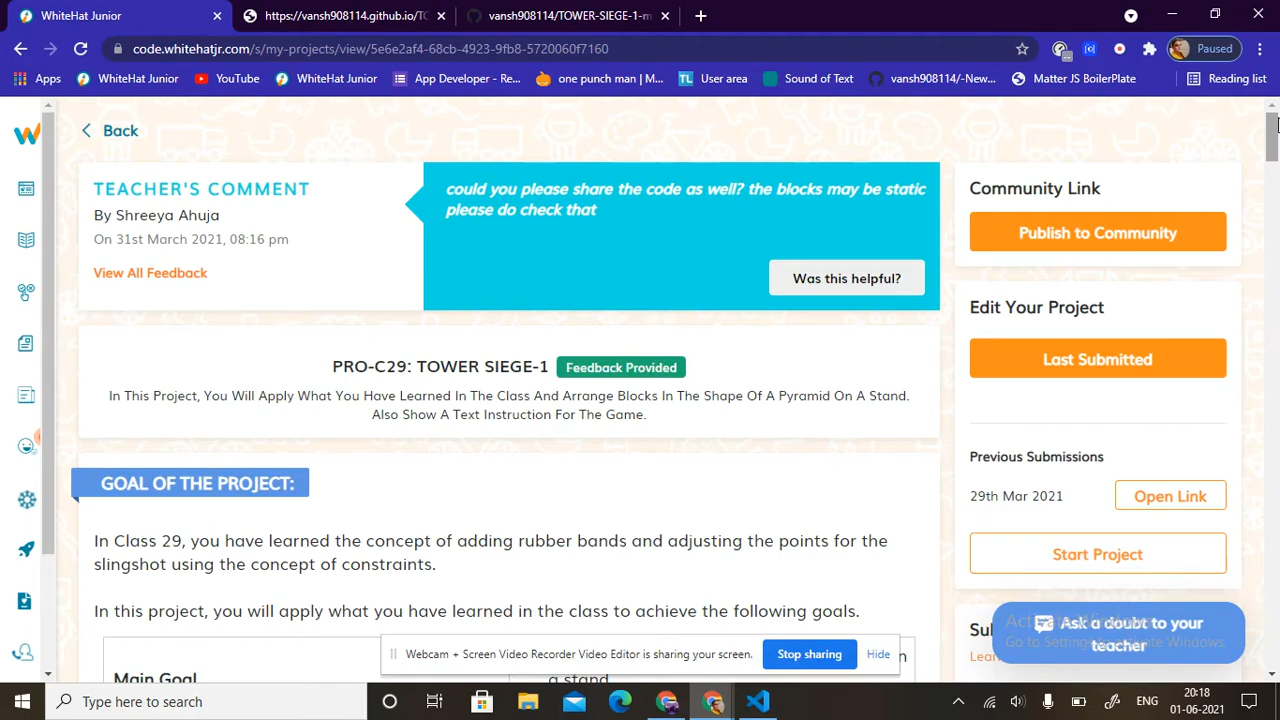 WhiteHat Junior
https://vansh908114.github.io/TO
vansh908114/TOWER-SIEGE-1-m
code.whitehatjr.com/s/my-projects/view/5e6e2af4-68cb-4923-9fb8-5720060f7160
Paused
Apps
WhiteHat Junior
YouTube
WhiteHat Junior
App Developer - Re...
one punch man | M...
User area
Sound of Text
vansh908114/-New...
Matter JS BoilerPlate
Reading list
Back
TEACHER'S COMMENT
By Shreeya Ahuja
On 31st March 2021, 08:16 pm
View All Feedback
could you please share the code as well? the blocks may be static
please do check that
Was this helpful?
Community Link
Publish to Community
PRO-C29: TOWER SIEGE-1 Feedback Provided
In This Project, You Will Apply What You Have Learned In The Class And Arrange Blocks In The Shape Of A Pyramid On A Stand.
Also Show A Text Instruction For The Game.
Edit Your Project
Last Submitted
Previous Submissions
29th Mar 2021
Open Link
Start Project
GOAL OF THE PROJECT:
In Class 29, you have learned the concept of adding rubber bands and adjusting the points for the
slingshot using the concept of constraints.
In this project, you will apply what you have learned in the class to achieve the following goals.
Main Goal
a stand
Webcam + Screen Video Recorder Video Editor is sharing your screen.
Stop sharing
Hide
Ask a doubt to your
teacher
Activate Windows
Go to Settings to activate Windows.
Type here to search
ENG
20:18
01-06-2021